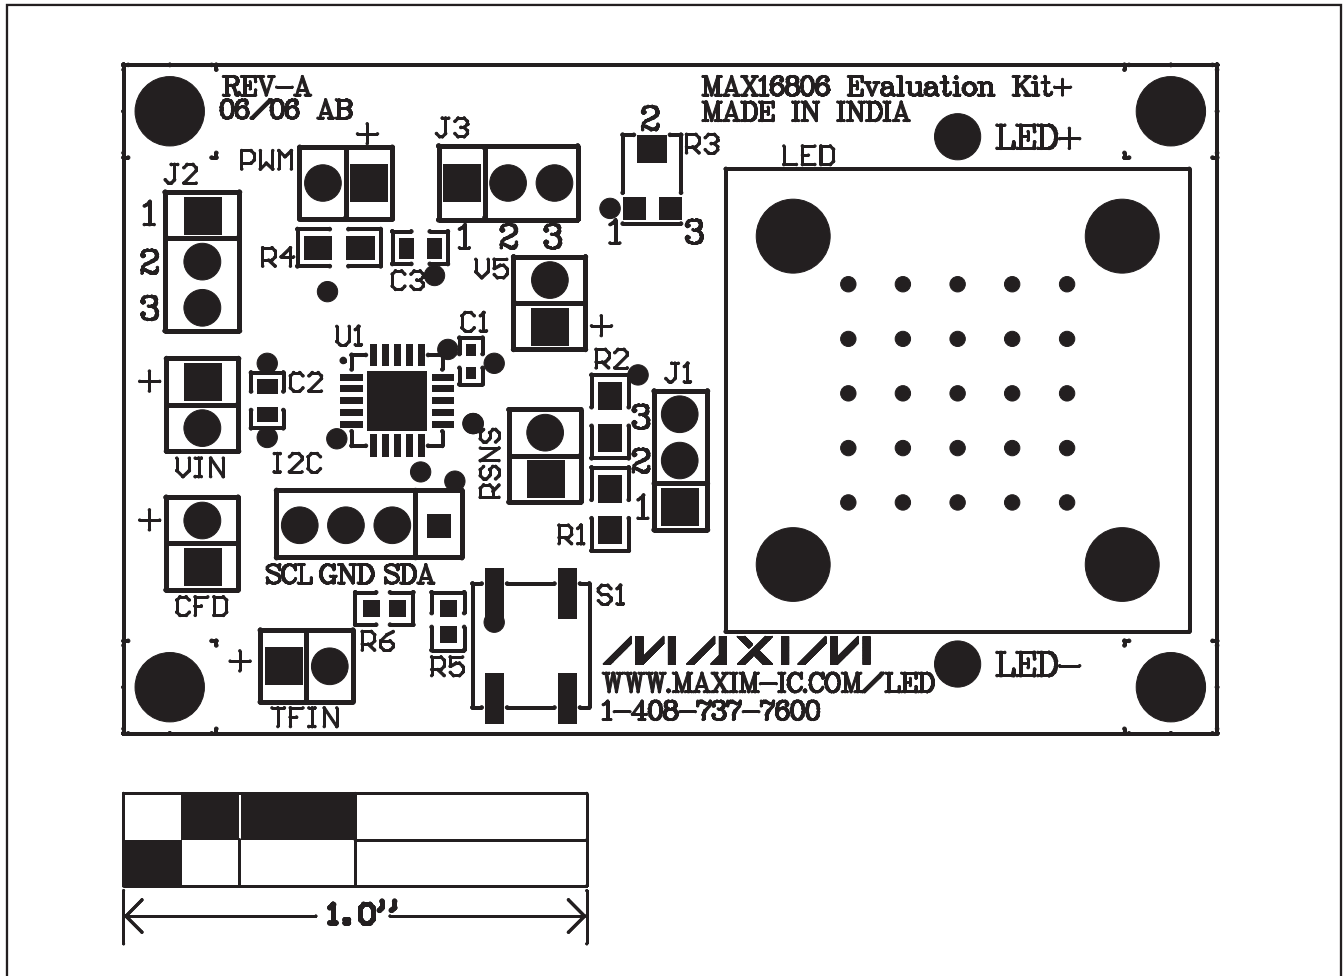 REV-A
06/06 AB
MAX16806 Evaluation Kit+
MADE IN INDIA
LED+
LED
PWM
+
J3
1 2 3
2
R3
1 3
J2
1
2
3
R4
C3
V5
+
U1
C1
C2
+
VIN
I2C
RSNS
R2
J1
3
2
1
R1
+
CFD
SCL GND SDA
R6
R5
S1
+
TFIN
MAXIM
WWW.MAXIM-IC.COM/LED
1-408-737-7600
LED-
1.0"